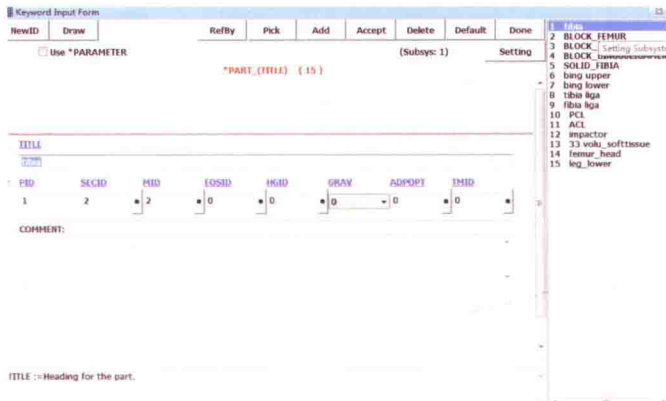 Keyword Input Form
NewID Draw RefBy Pick Add Accept Delete Default Done
Use *PARAMETER (Subsys: 1) Setting
*PART_(TITLE) (15)
TITLE
tibia
PID SECID MID EOSID HGID GRAV ADPOPT TMID
1 2 2 0 0 0 0 0
COMMENT:
TITLE :=Heading for the part.
1 tibia
2 BLOCK_FEMUR
3 BLOCK_ Setting Subsyste
4 BLOCK_
5 SOLID_FIBIA
6 bing upper
7 bing lower
8 tibia liga
9 fibia liga
10 PCL
11 ACL
12 impactor
13 33 volu_softtissue
14 femur_head
15 leg_lower